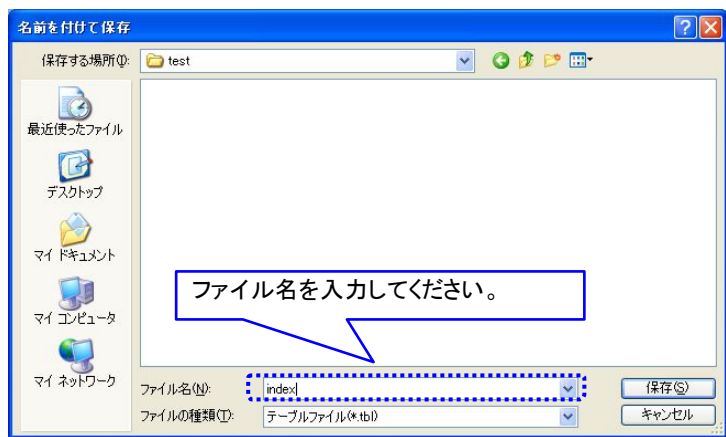 名前を付けて保存
保存する場所(I):
test
最近使ったファイル
デスクトップ
マイ ドキュメント
マイ コンピュータ
マイ ネットワーク
ファイル名を入力してください。
ファイル名(N):
index
保存(S)
ファイルの種類(T):
テーブルファイル(*.tbl)
キャンセル